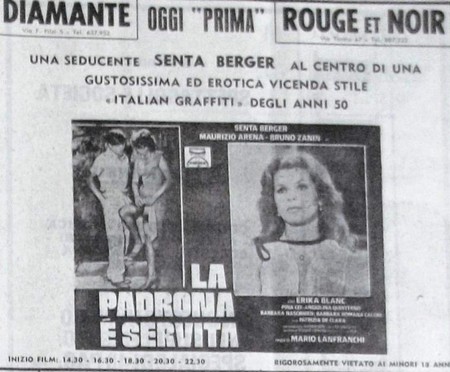 DIAMANTE
OGGI "PRIMA"
ROUGE ET NOIR
UNA SEDUCENTE SENTA BERGER AL CENTRO DI UNA
GUSTOSISSIMA ED EROTICA VICENDA STILE
«ITALIAN GRAFFITI» DEGLI ANNI 50
SENTA BERGER
MAURIZIO ARENA - BRUNO ZANIN
LA
PADRONA
É SERVITA
ERIKA BLANC
MARIO LANFRANCHI
INIZIO FILM: 14.30 - 16.30 - 18.30 - 20.30 - 22.30
RIGOROSAMENTE VIETATO AI MINORI 18 ANN